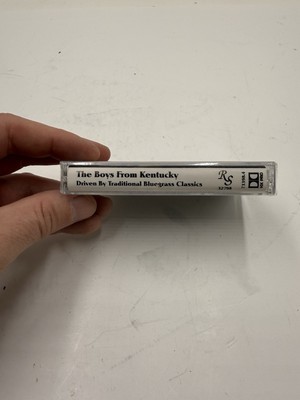 The Boys From Kentucky
Driven By Traditional Bluegrass Classics
RS